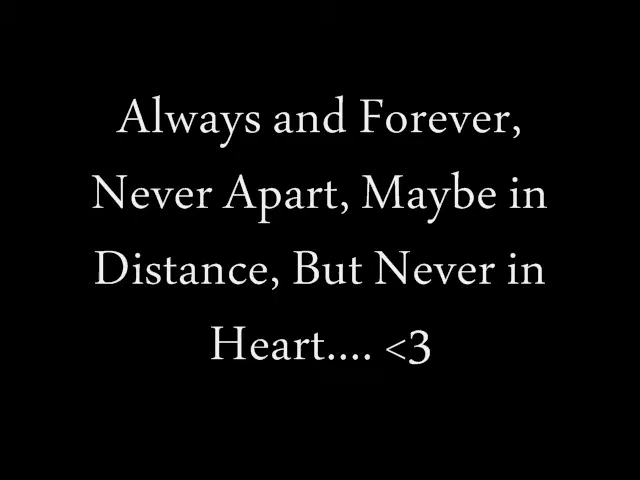 Always and Forever,
Never Apart, Maybe in
Distance, But Never in
Heart.... <3